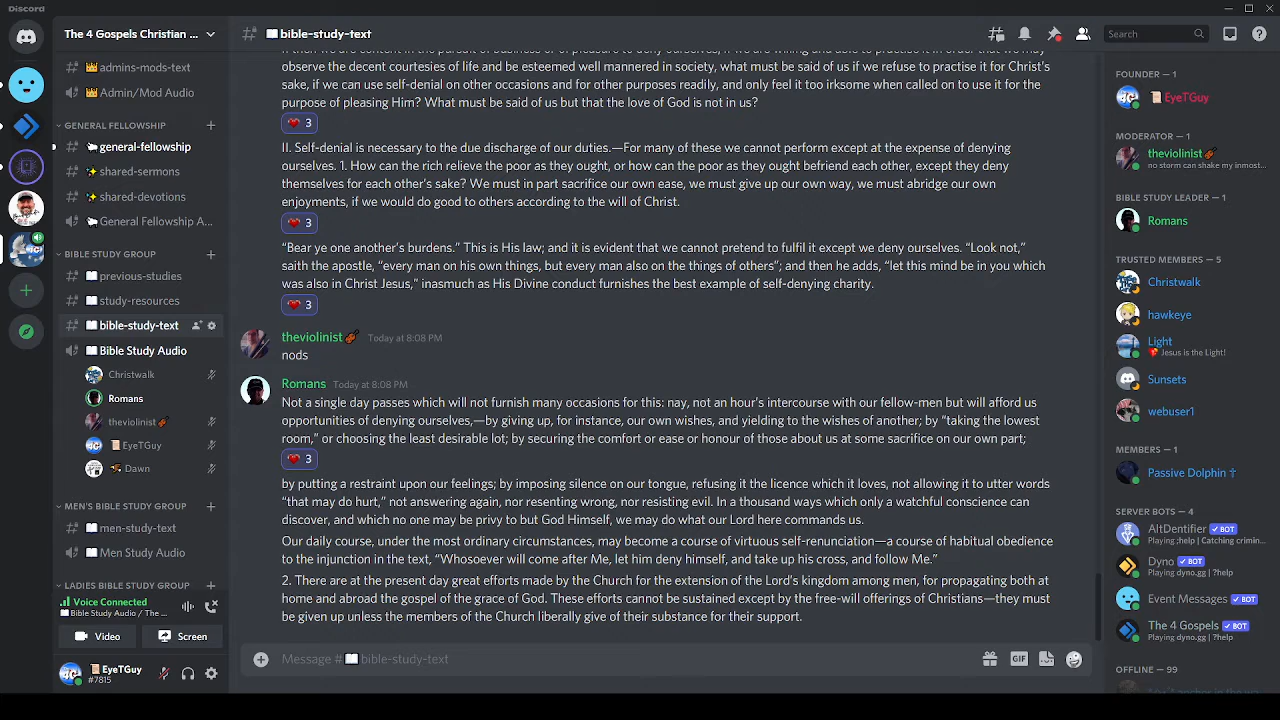 Discord
The 4 Gospels Christian ...
admins-mods-text
Admin/Mod Audio
GENERAL FELLOWSHIP
general-fellowship
shared-sermons
shared-devotions
General Fellowship A...
BIBLE STUDY GROUP
previous-studies
study-resources
bible-study-text
Bible Study Audio
Christwalk
Romans
theviolinist
EyeTGuy
Dawn
MEN'S STUDY GROUP
men-study-text
Men Study Audio
LADIES BIBLE STUDY GROUP
Voice Connected
Bible Study Audio / The ...
Video
Screen
EyeTGuy
#7815
bible-study-text
Search
observe the decent courtesies of life and be esteemed well mannered in society, what must be said of us if we refuse to practise it for Christ's
sake, if we can use self-denial on other occasions and for other purposes readily, and only feel it too irksome when called on to use it for the
purpose of pleasing Him? What must be said of us but that the love of God is not in us?
3
II. Self-denial is necessary to the due discharge of our duties.—For many of these we cannot perform except at the expense of denying
ourselves. 1. How can the rich relieve the poor as they ought, or how can the poor as they ought befriend each other, except they deny
themselves for each other's sake? We must in part sacrifice our own ease, we must give up our own way, we must abridge our own
enjoyments, if we would do good to others according to the will of Christ.
3
“Bear ye one another's burdens.” This is His law; and it is evident that we cannot pretend to fulfil it except we deny ourselves. “Look not,”
saith the apostle, “every man on his own things, but every man also on the things of others”; and then he adds, “let this mind be in you which
was also in Christ Jesus,” inasmuch as His Divine conduct furnishes the best example of self-denying charity.
3
theviolinist Today at 8:08 PM
nods
Romans Today at 8:08 PM
Not a single day passes which will not furnish many occasions for this: nay, not an hour's intercourse with our fellow-men but will afford us
opportunities of denying ourselves,—by giving up, for instance, our own wishes, and yielding to the wishes of another; by “taking the lowest
room,” or choosing the least desirable lot; by securing the comfort or ease or honour of those about us at some sacrifice on our own part;
3
by putting a restraint upon our feelings; by imposing silence on our tongue, refusing it the licence which it loves, not allowing it to utter words
“that may do hurt,” not answering again, nor resenting wrong, nor resisting evil. In a thousand ways which only a watchful conscience can
discover, and which no one may be privy to but God Himself, we may do what our Lord here commands us.
Our daily course, under the most ordinary circumstances, may become a course of virtuous self-renunciation—a course of habitual obedience
to the injunction in the text, “Whosoever will come after Me, let him deny himself, and take up his cross, and follow Me.”
2. There are at the present day great efforts made by the Church for the extension of the Lord's kingdom among men, for propagating both at
home and abroad the gospel of the grace of God. These efforts cannot be sustained except by the free-will offerings of Christians—they must
be given up unless the members of the Church liberally give of their substance for their support.
Message # bible-study-text
GIF
FOUNDER — 1
EyeTGuy
MODERATOR — 1
theviolinist
no storm can shake my inmost...
BIBLE STUDY LEADER — 1
Romans
TRUSTED MEMBERS — 5
Christwalk
hawkeye
Light
Jesus is the Light!
Sunsets
webuser1
MEMBERS — 1
Passive Dolphin †
SERVER BOTS — 4
AltDentifier BOT
Playing ;help | Catching crimin...
Dyno BOT
Playing dyno.gg | ?help
Event Messages BOT
The 4 Gospels BOT
Playing dyno.gg | ?help
OFFLINE — 99